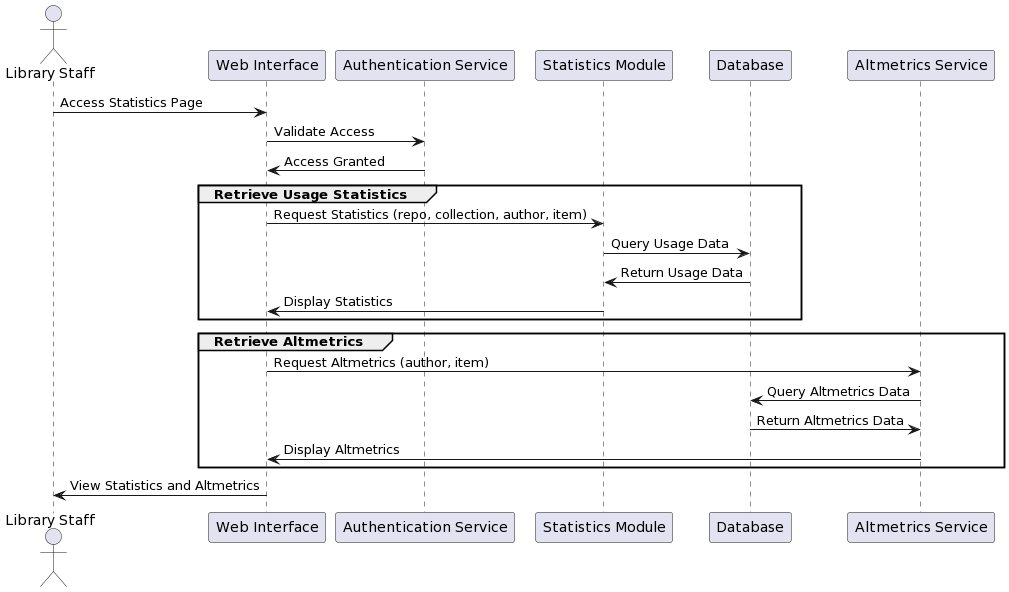 Library Staff
Web Interface
Authentication Service
Statistics Module
Database
Altmetrics Service
Access Statistics Page
Validate Access
Access Granted
Retrieve Usage Statistics
Request Statistics (repo, collection, author, item)
Query Usage Data
Return Usage Data
Display Statistics
Retrieve Altmetrics
Request Altmetrics (author, item)
Query Altmetrics Data
Return Altmetrics Data
Display Altmetrics
View Statistics and Altmetrics
Library Staff
Web Interface
Authentication Service
Statistics Module
Database
Altmetrics Service